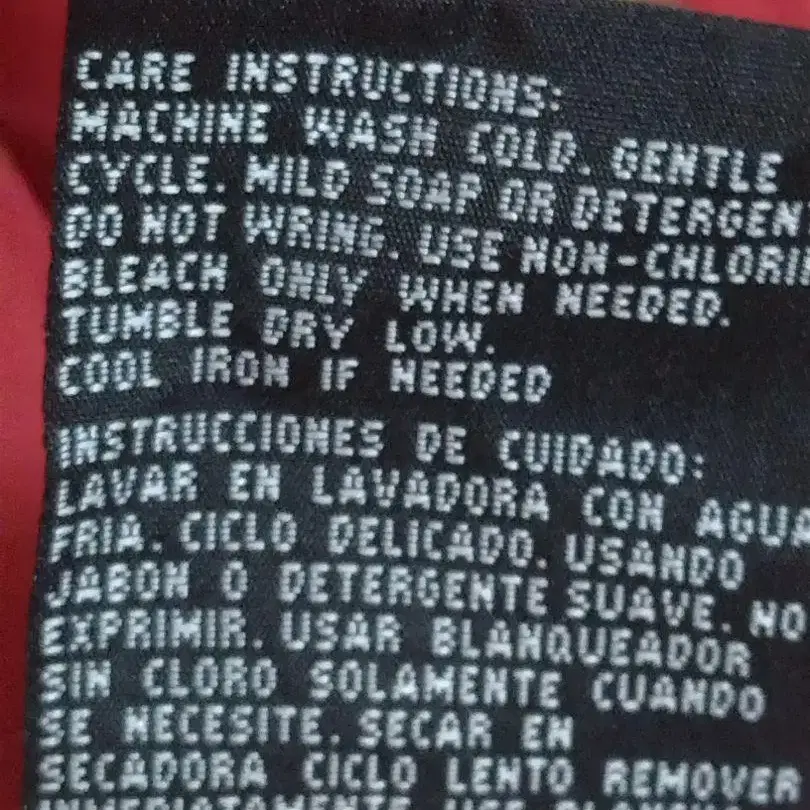 CARE INSTRUCTIONS:
MACHINE WASH COLD. GENTLE
CYCLE. MILD SOAP OR DETERGEN
DO NOT WRING. USE NON-CHLORI
BLEACH ONLY WHEN NEEDED.
TUMBLE DRY LOW.
COOL IRON IF NEEDED
INSTRUCCIONES DE CUIDADO:
LAVAR EN LAVADORA CON AGUA
FRIA. CICLO DELICADO. USANDO
JABON O DETERGENTE SUAVE. NO
EXPRIMIR. USAR BLANQUEADOR
SIN CLORO SOLAMENTE CUANDO
SE NECESITE. SECAR EN
SECADORA CICLO LENTO REMOVER